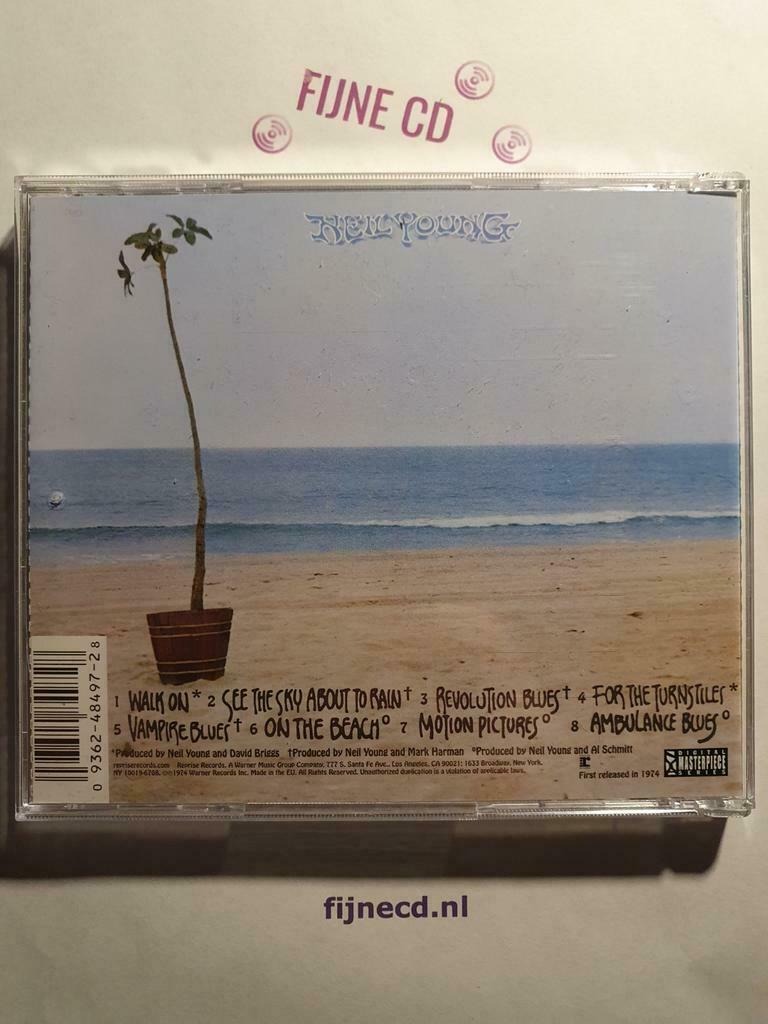 FIJNE CD
NEIL YOUNG
1 WALK ON* 2 SEE THE SKY ABOUT TO RAIN† 3 REVOLUTION BLUES† 4 FOR THE TURNSTILES*
5 VAMPIRE BLUES† 6 ON THE BEACH° 7 MOTION PICTURES° 8 AMBULANCE BLUES°
*Produced by Neil Young and David Briggs †Produced by Neil Young and Mark Harman °Produced by Neil Young and Al Schmitt
repriserecords.com Reprise Records. A Warner Music Group Company, 777 S. Santa Fe Ave., Los Angeles, CA 90021: 1633 Broadway, New York,
NY 10019-6708. ©℗1974 Warner Records Inc. Made in the EU. All Rights Reserved. Unauthorized duplication is a violation of applicable laws.
First released in 1974
DIGITAL
MASTERPIECE
SERIES
0 9362-48497-2 8
fijnecd.nl